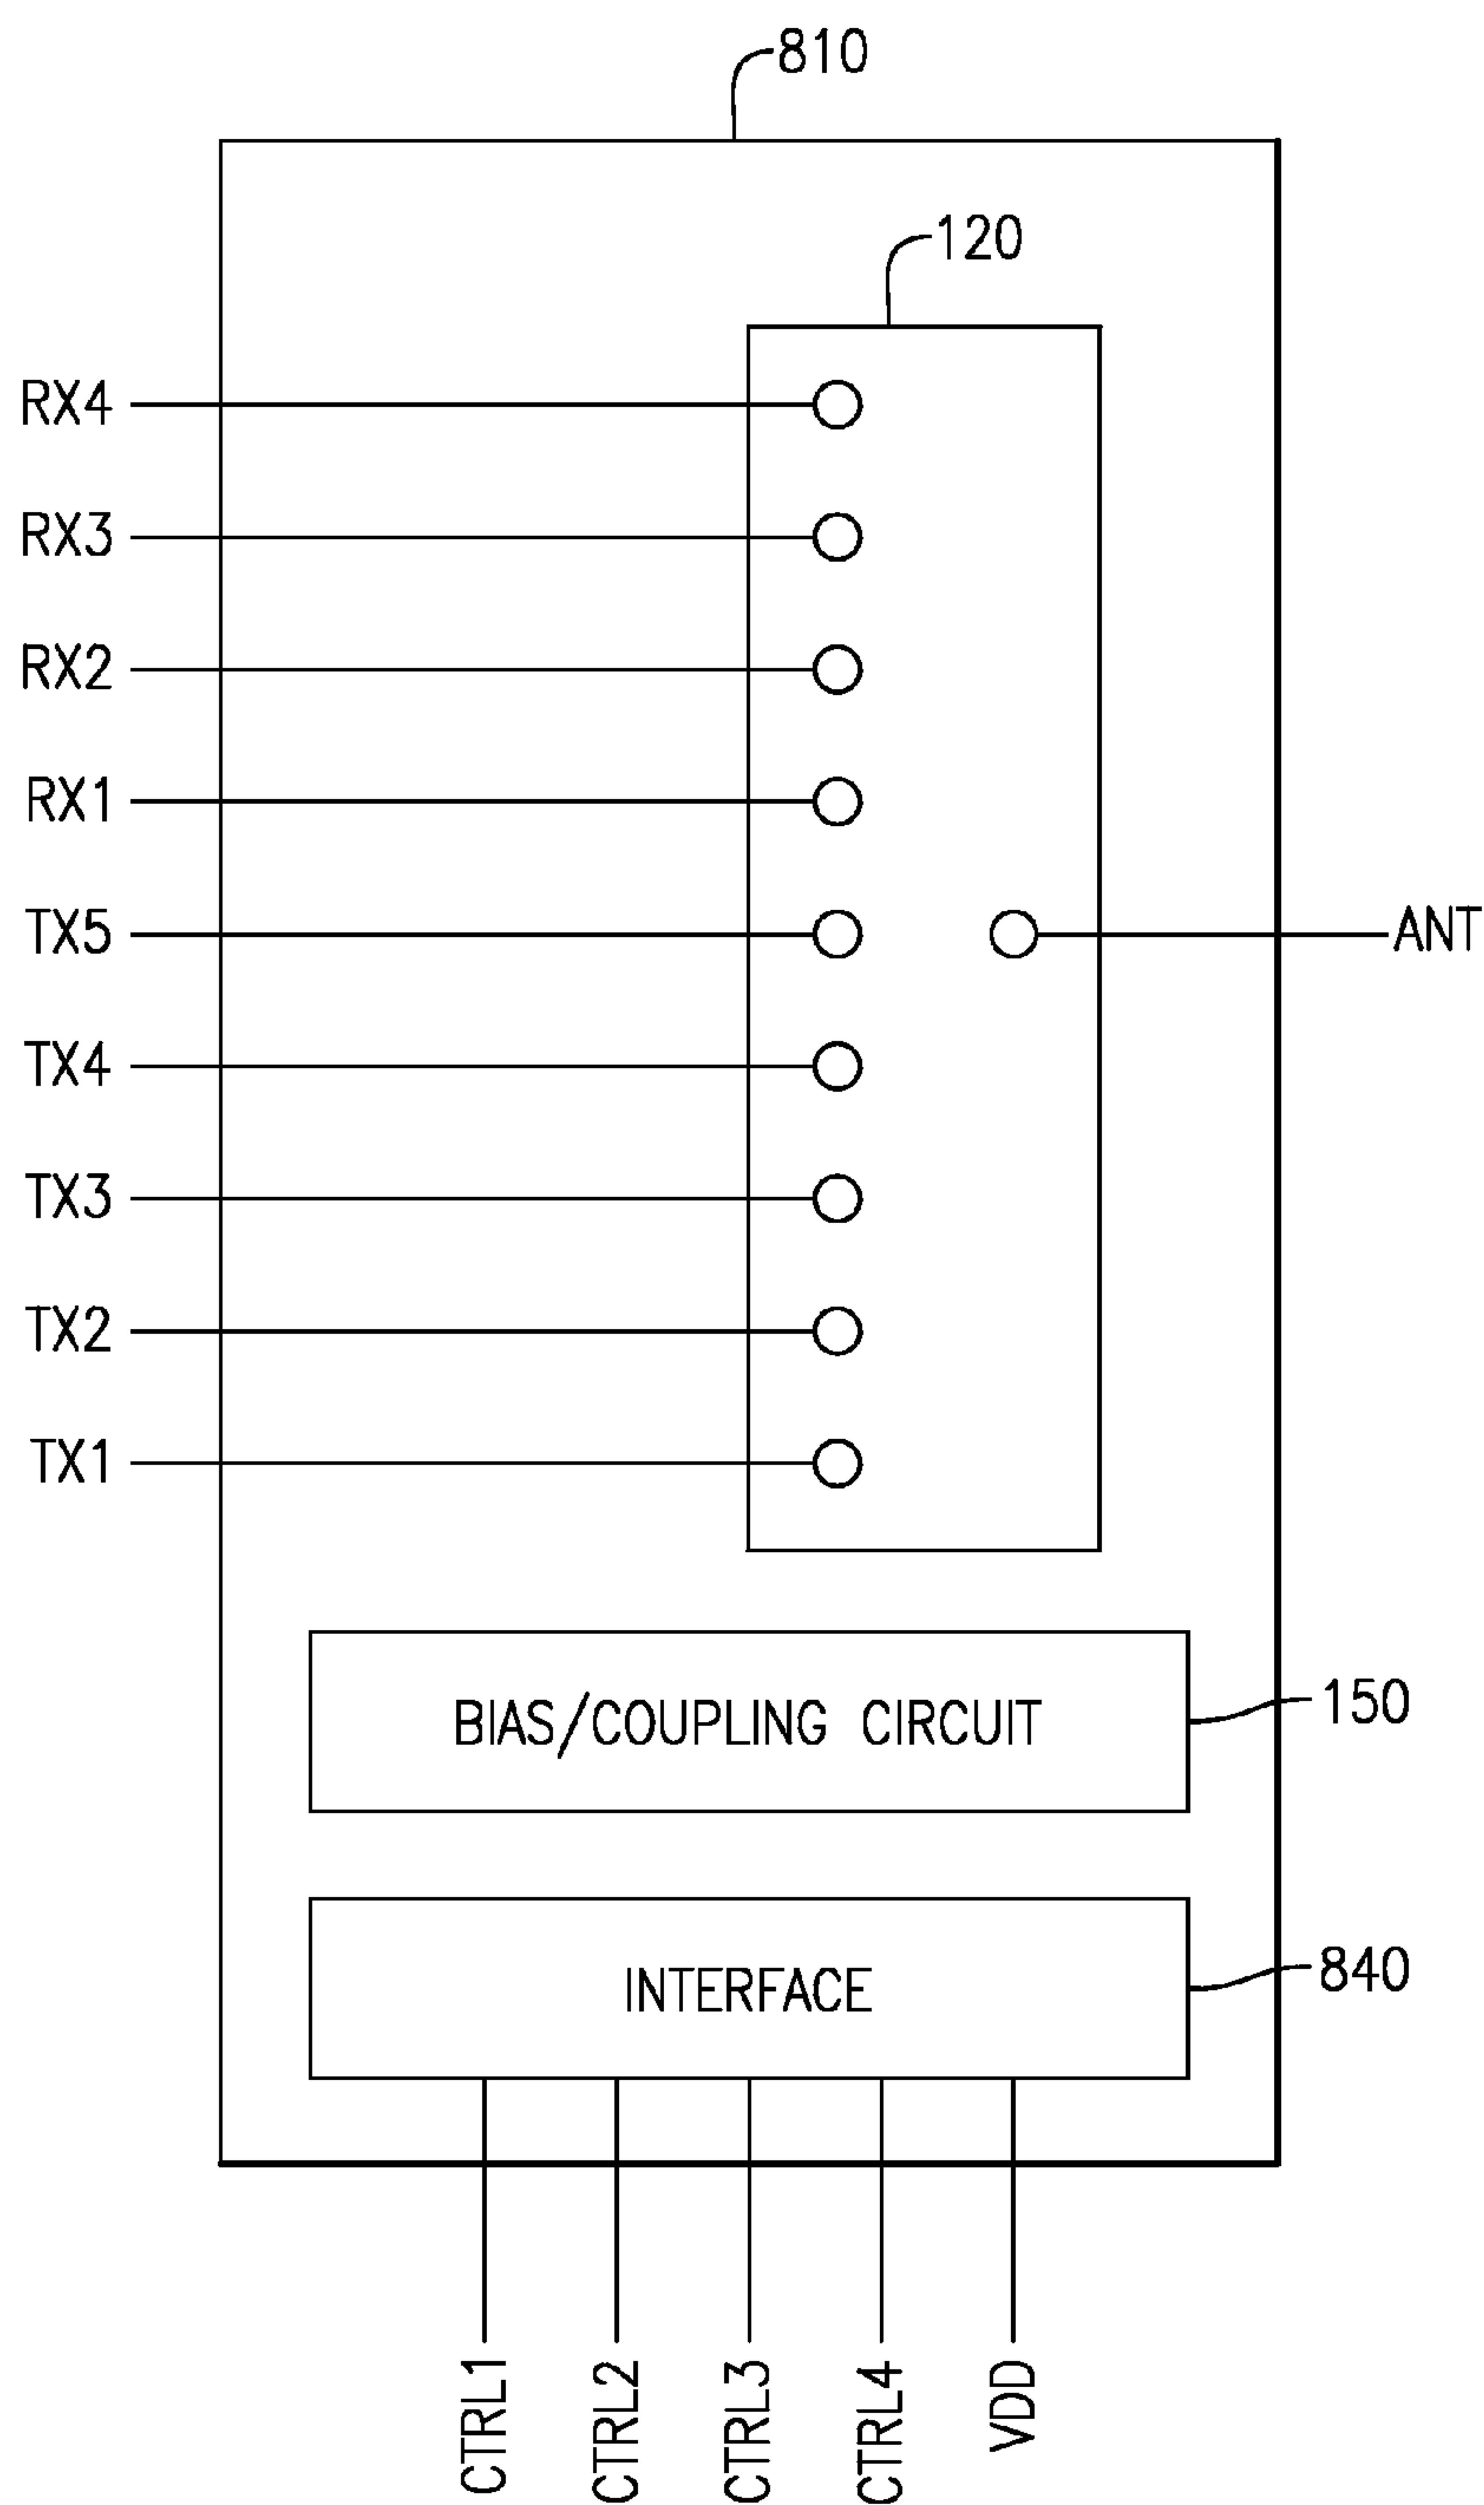 810
120
RX4
RX3
RX2
RX1
TX5
ANT
TX4
TX3
TX2
TX1
BIAS/COUPLING CIRCUIT
150
INTERFACE
840
CTRL1
CTRL2
CTRL3
CTRL4
VDD